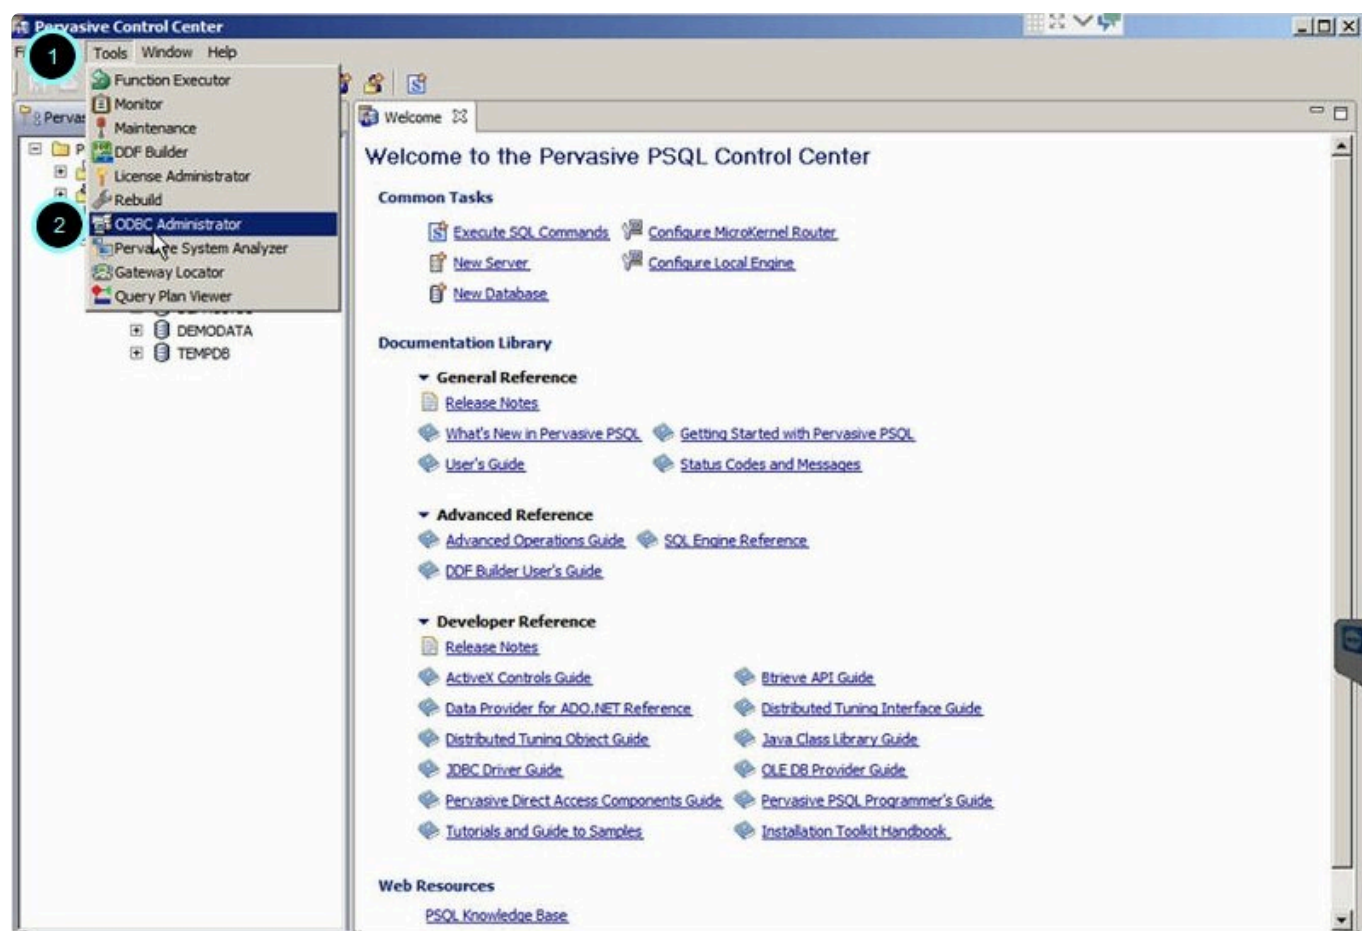 Pervasive Control Center
1
Tools Window Help
Function Executor
Monitor
Maintenance
DDF Builder
License Administrator
Rebuild
2
ODBC Administrator
System Analyzer
Gateway Locator
Query Plan Viewer
DEMODATA
TEMPDB
Welcome
Welcome to the Pervasive PSQL Control Center
Common Tasks
Execute SQL Commands Configure MicroKernel Router
New Server Configure Local Engine
New Database
Documentation Library
General Reference
Release Notes
What's New in Pervasive PSQL Getting Started with Pervasive PSQL
User's Guide Status Codes and Messages
Advanced Reference
Advanced Operations Guide SQL Engine Reference
DDF Builder User's Guide
Developer Reference
Release Notes
ActiveX Controls Guide Btrieve API Guide
Data Provider for ADO.NET Reference Distributed Tuning Interface Guide
Distributed Tuning Object Guide Java Class Library Guide
JDBC Driver Guide OLE DB Provider Guide
Pervasive Direct Access Components Guide Pervasive PSQL Programmer's Guide
Tutorials and Guide to Samples Installation Toolkit Handbook
Web Resources
PSQL Knowledge Base